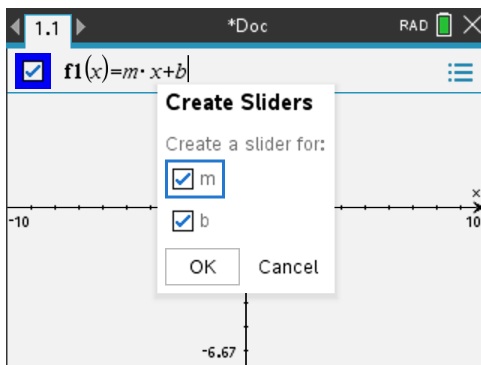 1.1 *Doc RAD
f1(x)=m· x+b
Create Sliders
Create a slider for:
m
b
OK Cancel
x
-10 10
-6.67